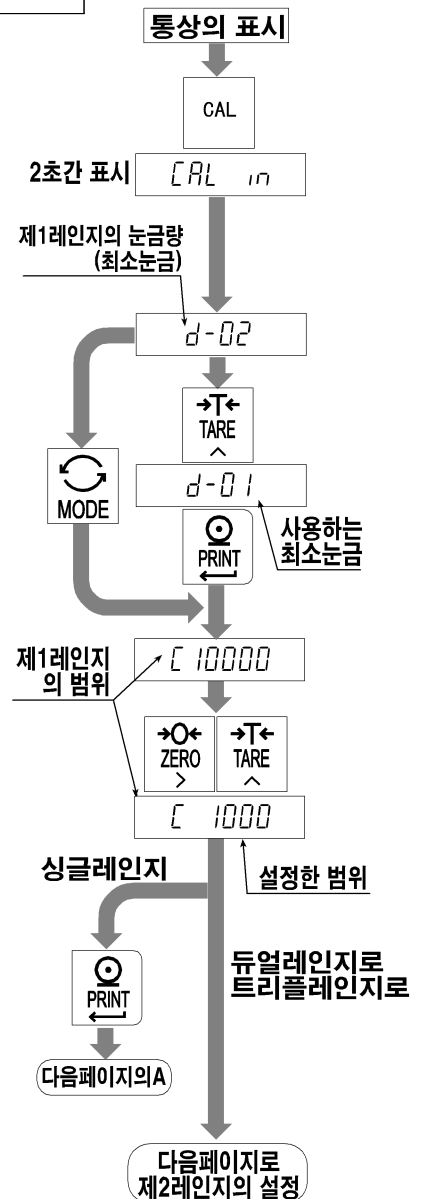 통상의 표시
CAL
2초간 표시
CAL in
제1레인지의 눈금량
(최소눈금)
d-02
→T←
TARE
MODE
d-01
PRINT
사용하는
최소눈금
C 10000
제1레인지
의 범위
→0← →T←
ZERO TARE
C 1000
싱글레인지
설정한 범위
PRINT
듀얼레인지로
트리플레인지로
다음페이지의A
다음페이지로
제2레인지의 설정